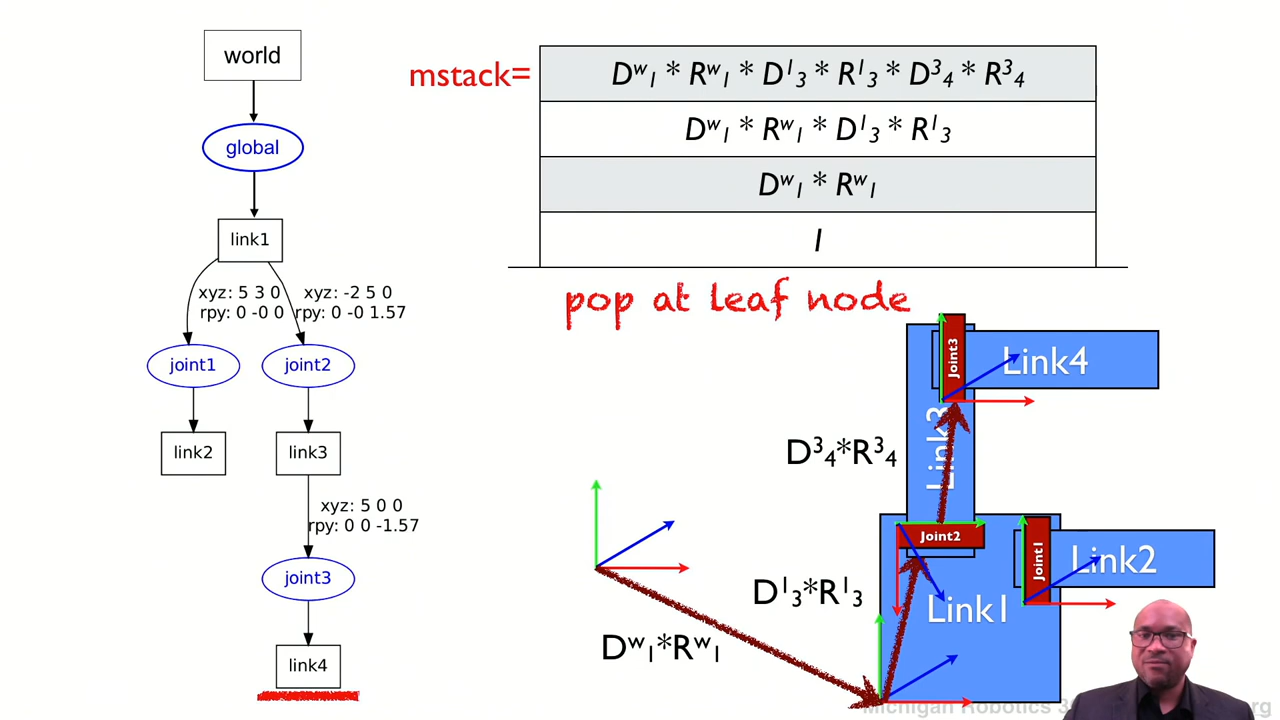 world
global
link1
xyz: 5 3 0
rpy: 0 -0 0
xyz: -2 5 0
rpy: 0 -0 1.57
joint1
joint2
link2
link3
xyz: 5 0 0
rpy: 0 0 -1.57
joint3
link4
mstack=
Dʷ₁ * Rʷ₁ * D¹₃ * R¹₃ * D³₄ * R³₄
Dʷ₁ * Rʷ₁ * D¹₃ * R¹₃
Dʷ₁ * Rʷ₁
I
pop at leaf node
Joint3
Link4
Link3
D³₄*R³₄
Joint2
Joint1
Link2
D¹₃*R¹₃
Link1
Dʷ₁*Rʷ₁
Michigan Robotics